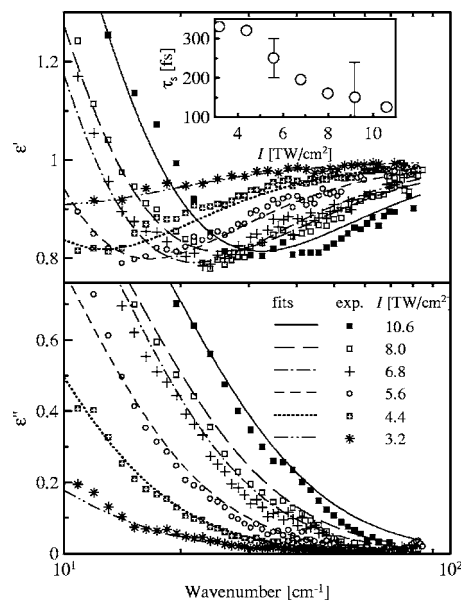 1.2
1
0.8
ε'
300
200
100
τs [fs]
4 6 8 10
I [TW/cm²]
0.6
0.4
0.2
0
ε''
fits exp. I [TW/cm²]
10.6
8.0
6.8
5.6
4.4
3.2
10¹ 10²
Wavenumber [cm⁻¹]